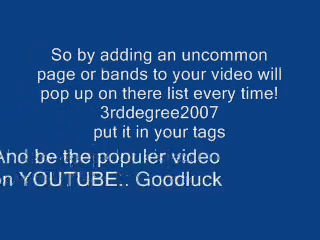 So by adding an uncommon
page or bands to your video will
pop up on there list every time!
3rddegree2007
put it in your tags
And be the populer video
on YOUTUBE.. Goodluck